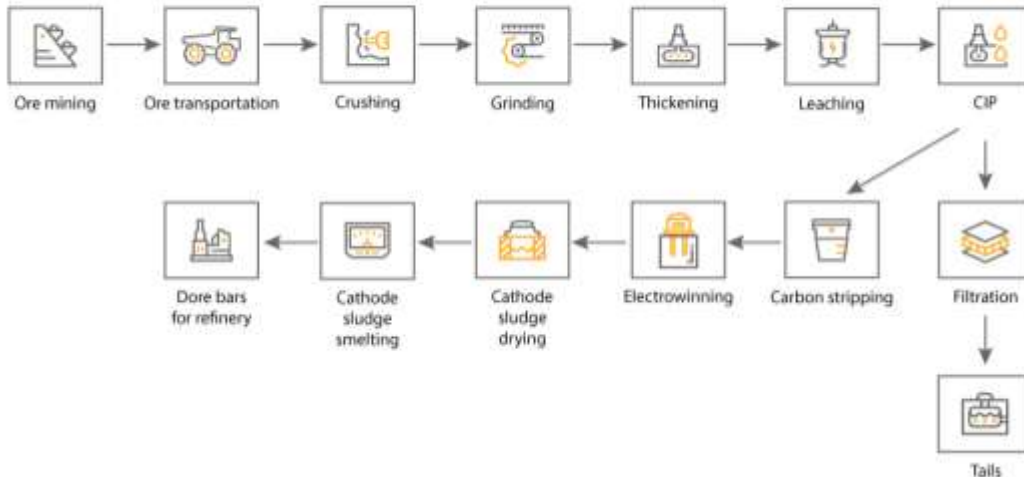 Ore mining
Ore transportation
Crushing
Grinding
Thickening
Leaching
CIP
Dore bars
for refinery
Cathode
sludge
smelting
Cathode
sludge
drying
Electrowinning
Carbon stripping
Filtration
Tails